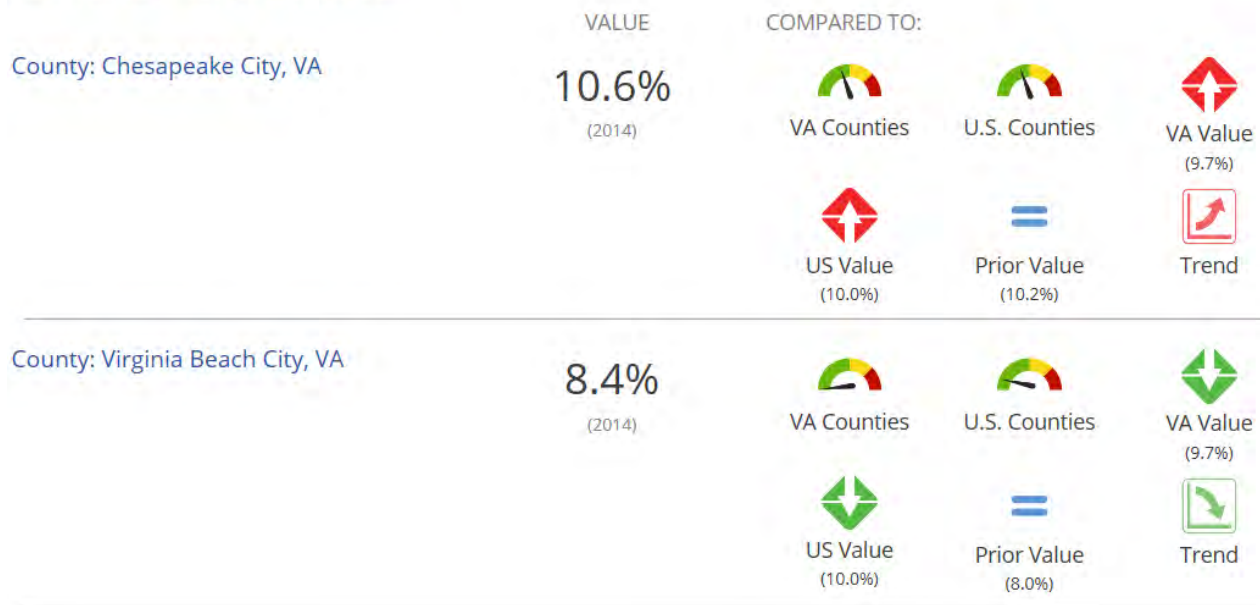 VALUE COMPARED TO:
County: Chesapeake City, VA
10.6%
(2014)
VA Counties U.S. Counties VA Value
(9.7%)
US Value Prior Value Trend
(10.0%) (10.2%)
County: Virginia Beach City, VA
8.4%
(2014)
VA Counties U.S. Counties VA Value
(9.7%)
US Value Prior Value Trend
(10.0%) (8.0%)